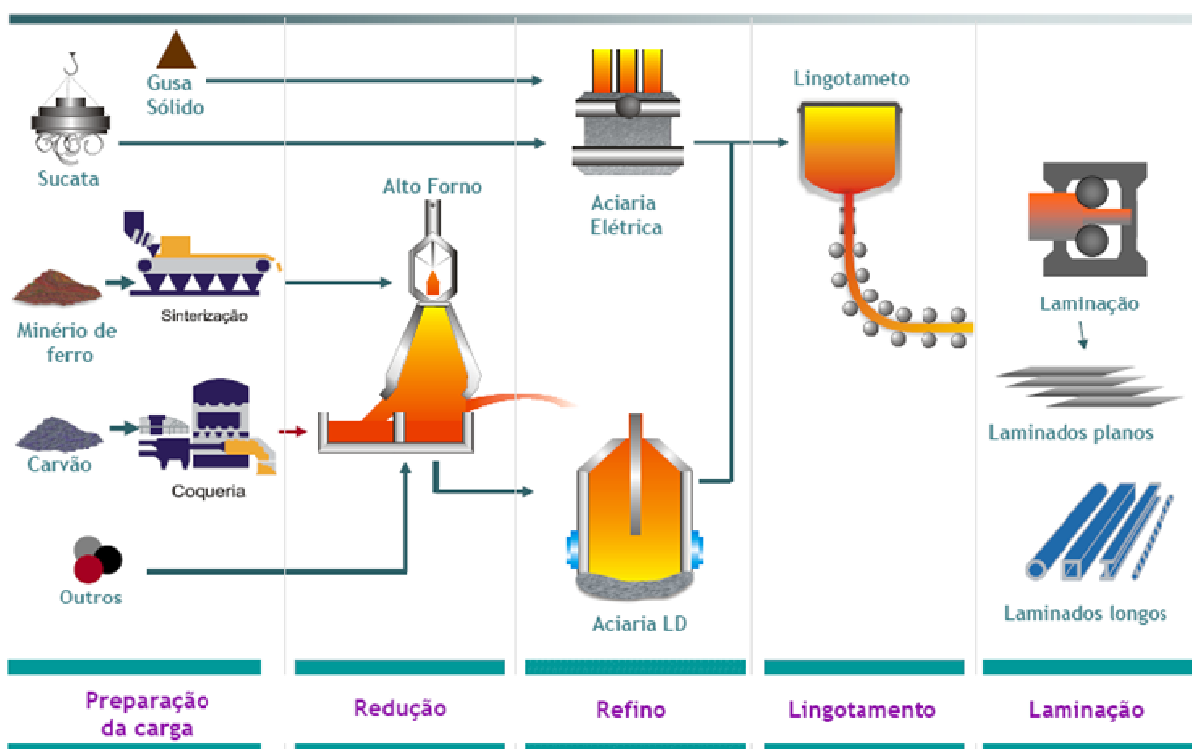 Gusa
Sólido
Sucata
Minério de
ferro
Sinterização
Carvão
Coqueria
Outros
Alto Forno
Aciaria
Elétrica
Aciaria LD
Lingotameto
Laminação
Laminados planos
Laminados longos
Preparação
da carga
Redução
Refino
Lingotamento
Laminação